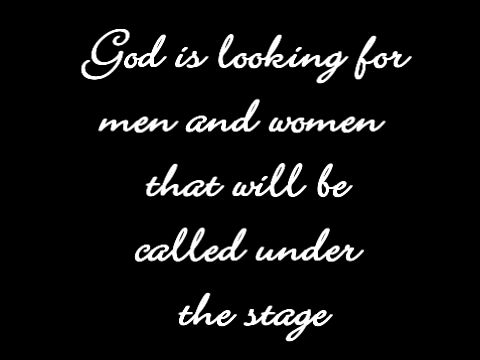 God is looking for
men and women
that will be
called under
the stage